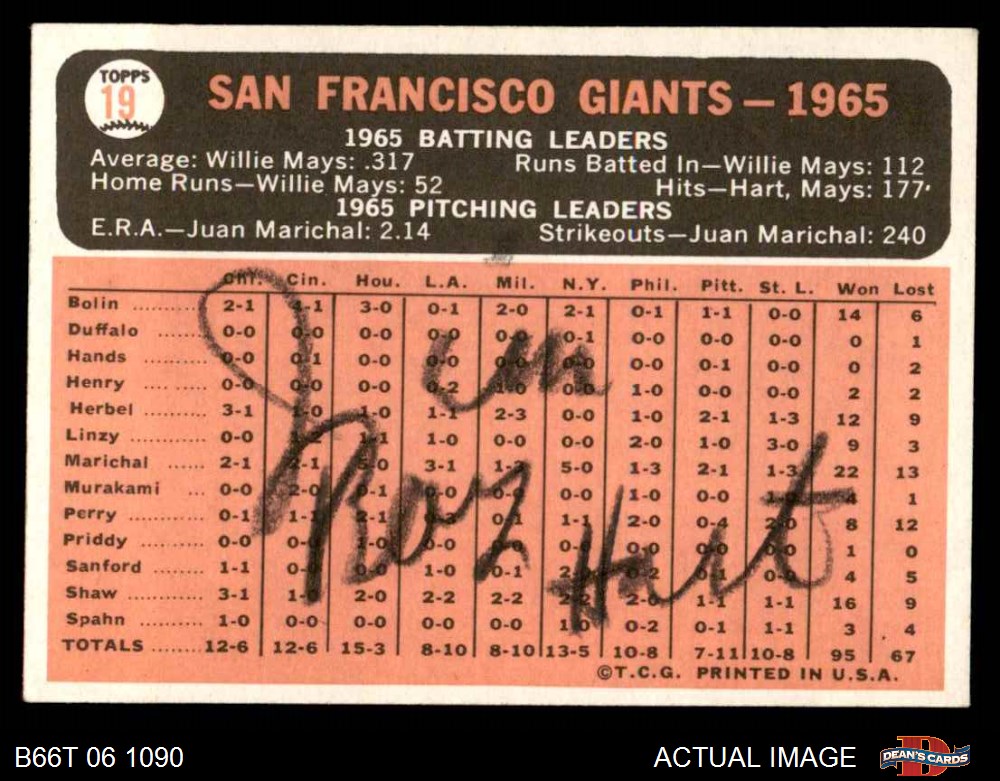 TOPPS
19
SAN FRANCISCO GIANTS — 1965
1965 BATTING LEADERS
Average: Willie Mays: .317 Runs Batted In—Willie Mays: 112
Home Runs—Willie Mays: 52 Hits—Hart, Mays: 177
1965 PITCHING LEADERS
E.R.A.—Juan Marichal: 2.14 Strikeouts—Juan Marichal: 240
Chi. Cin. Hou. L.A. Mil. N.Y. Phil. Pitt. St. L. Won Lost
Bolin .......... 2-1 4-1 3-0 0-1 2-0 2-1 0-1 1-1 0-0 14 6
Duffalo .......... 0-0 0-0 0-0 0-0 0-0 0-1 0-0 0-0 0-0 0 1
Hands .......... 0-0 0-1 0-0 0-0 0-0 0-0 0-0 0-1 0-0 0 2
Henry .... ..... 0-0 0-0 0-0 0-2 1-0 0-0 1-0 0-0 0-0 2 2
Herbel ......... 3-1 1-0 1-0 1-1 2-3 0-0 1-0 2-1 1-3 12 9
Linzy .......... 0-0 1-2 1-1 1-0 0-0 0-0 2-0 1-0 3-0 9 3
Marichal ...... 2-1 2-1 5-0 3-1 1-3 5-0 1-3 2-1 1-3 22 13
Murakami ... 0-0 2-0 0-1 0-0 0-0 0-0 1-0 0-0 1-0 4 1
Perry .......... 0-1 1-1 2-1 0-3 0-1 1-1 2-0 0-4 2-0 8 12
Priddy .......... 0-0 0-0 1-0 0-0 0-0 0-0 0-0 0-0 0-0 1 0
Sanford ........ 1-1 0-0 0-0 1-0 0-1 2-0 0-2 0-1 0-0 4 5
Shaw .......... 3-1 1-0 2-0 2-2 2-2 2-2 2-0 1-1 1-1 16 9
Spahn .......... 1-0 0-0 0-0 0-0 0-0 1-0 0-2 0-1 1-1 3 4
TOTALS ........ 12-6 12-6 15-3 8-10 8-10 13-5 10-8 7-11 10-8 95 67
Jim
Ray
Hart
©T.C.G. PRINTED IN U.S.A.
B66T 06 1090 ACTUAL IMAGE DEAN'S CARDS